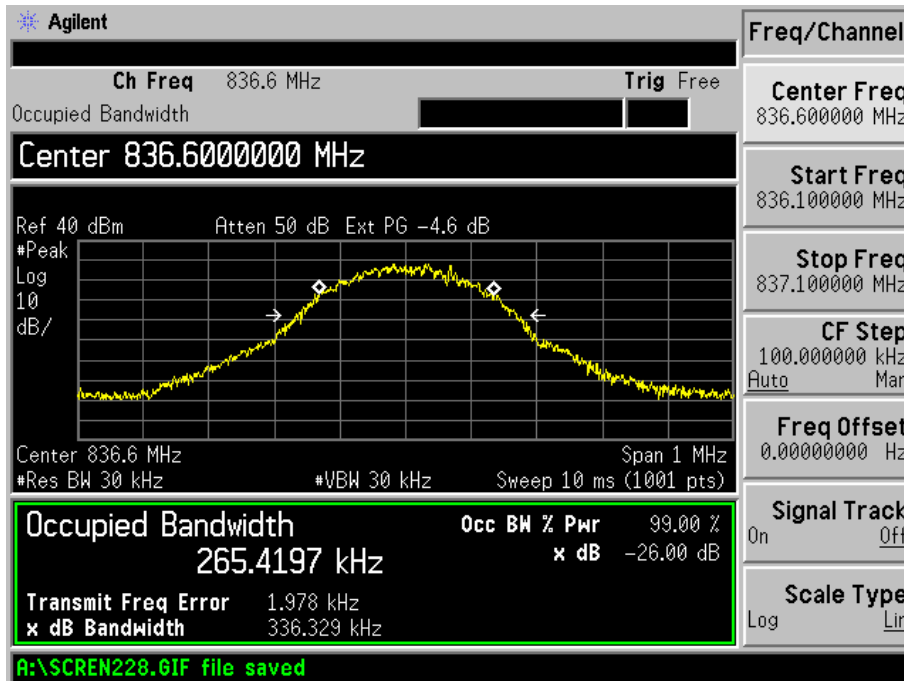 Agilent
Freq/Channel
Ch Freq 836.6 MHz Trig Free
Occupied Bandwidth
Center 836.6000000 MHz
Ref 40 dBm Atten 50 dB Ext PG -4.6 dB
#Peak
Log
10
dB/
Center 836.6 MHz Span 1 MHz
#Res BW 30 kHz #VBW 30 kHz Sweep 10 ms (1001 pts)
Occupied Bandwidth
265.4197 kHz
Occ BW % Pwr 99.00 %
x dB -26.00 dB
Transmit Freq Error 1.978 kHz
x dB Bandwidth 336.329 kHz
A:\SCREN228.GIF file saved
Center Freq
836.600000 MHz
Start Freq
836.100000 MHz
Stop Freq
837.100000 MHz
CF Step
100.000000 kHz
Auto Man
Freq Offset
0.00000000 Hz
Signal Track
On Off
Scale Type
Log Lin